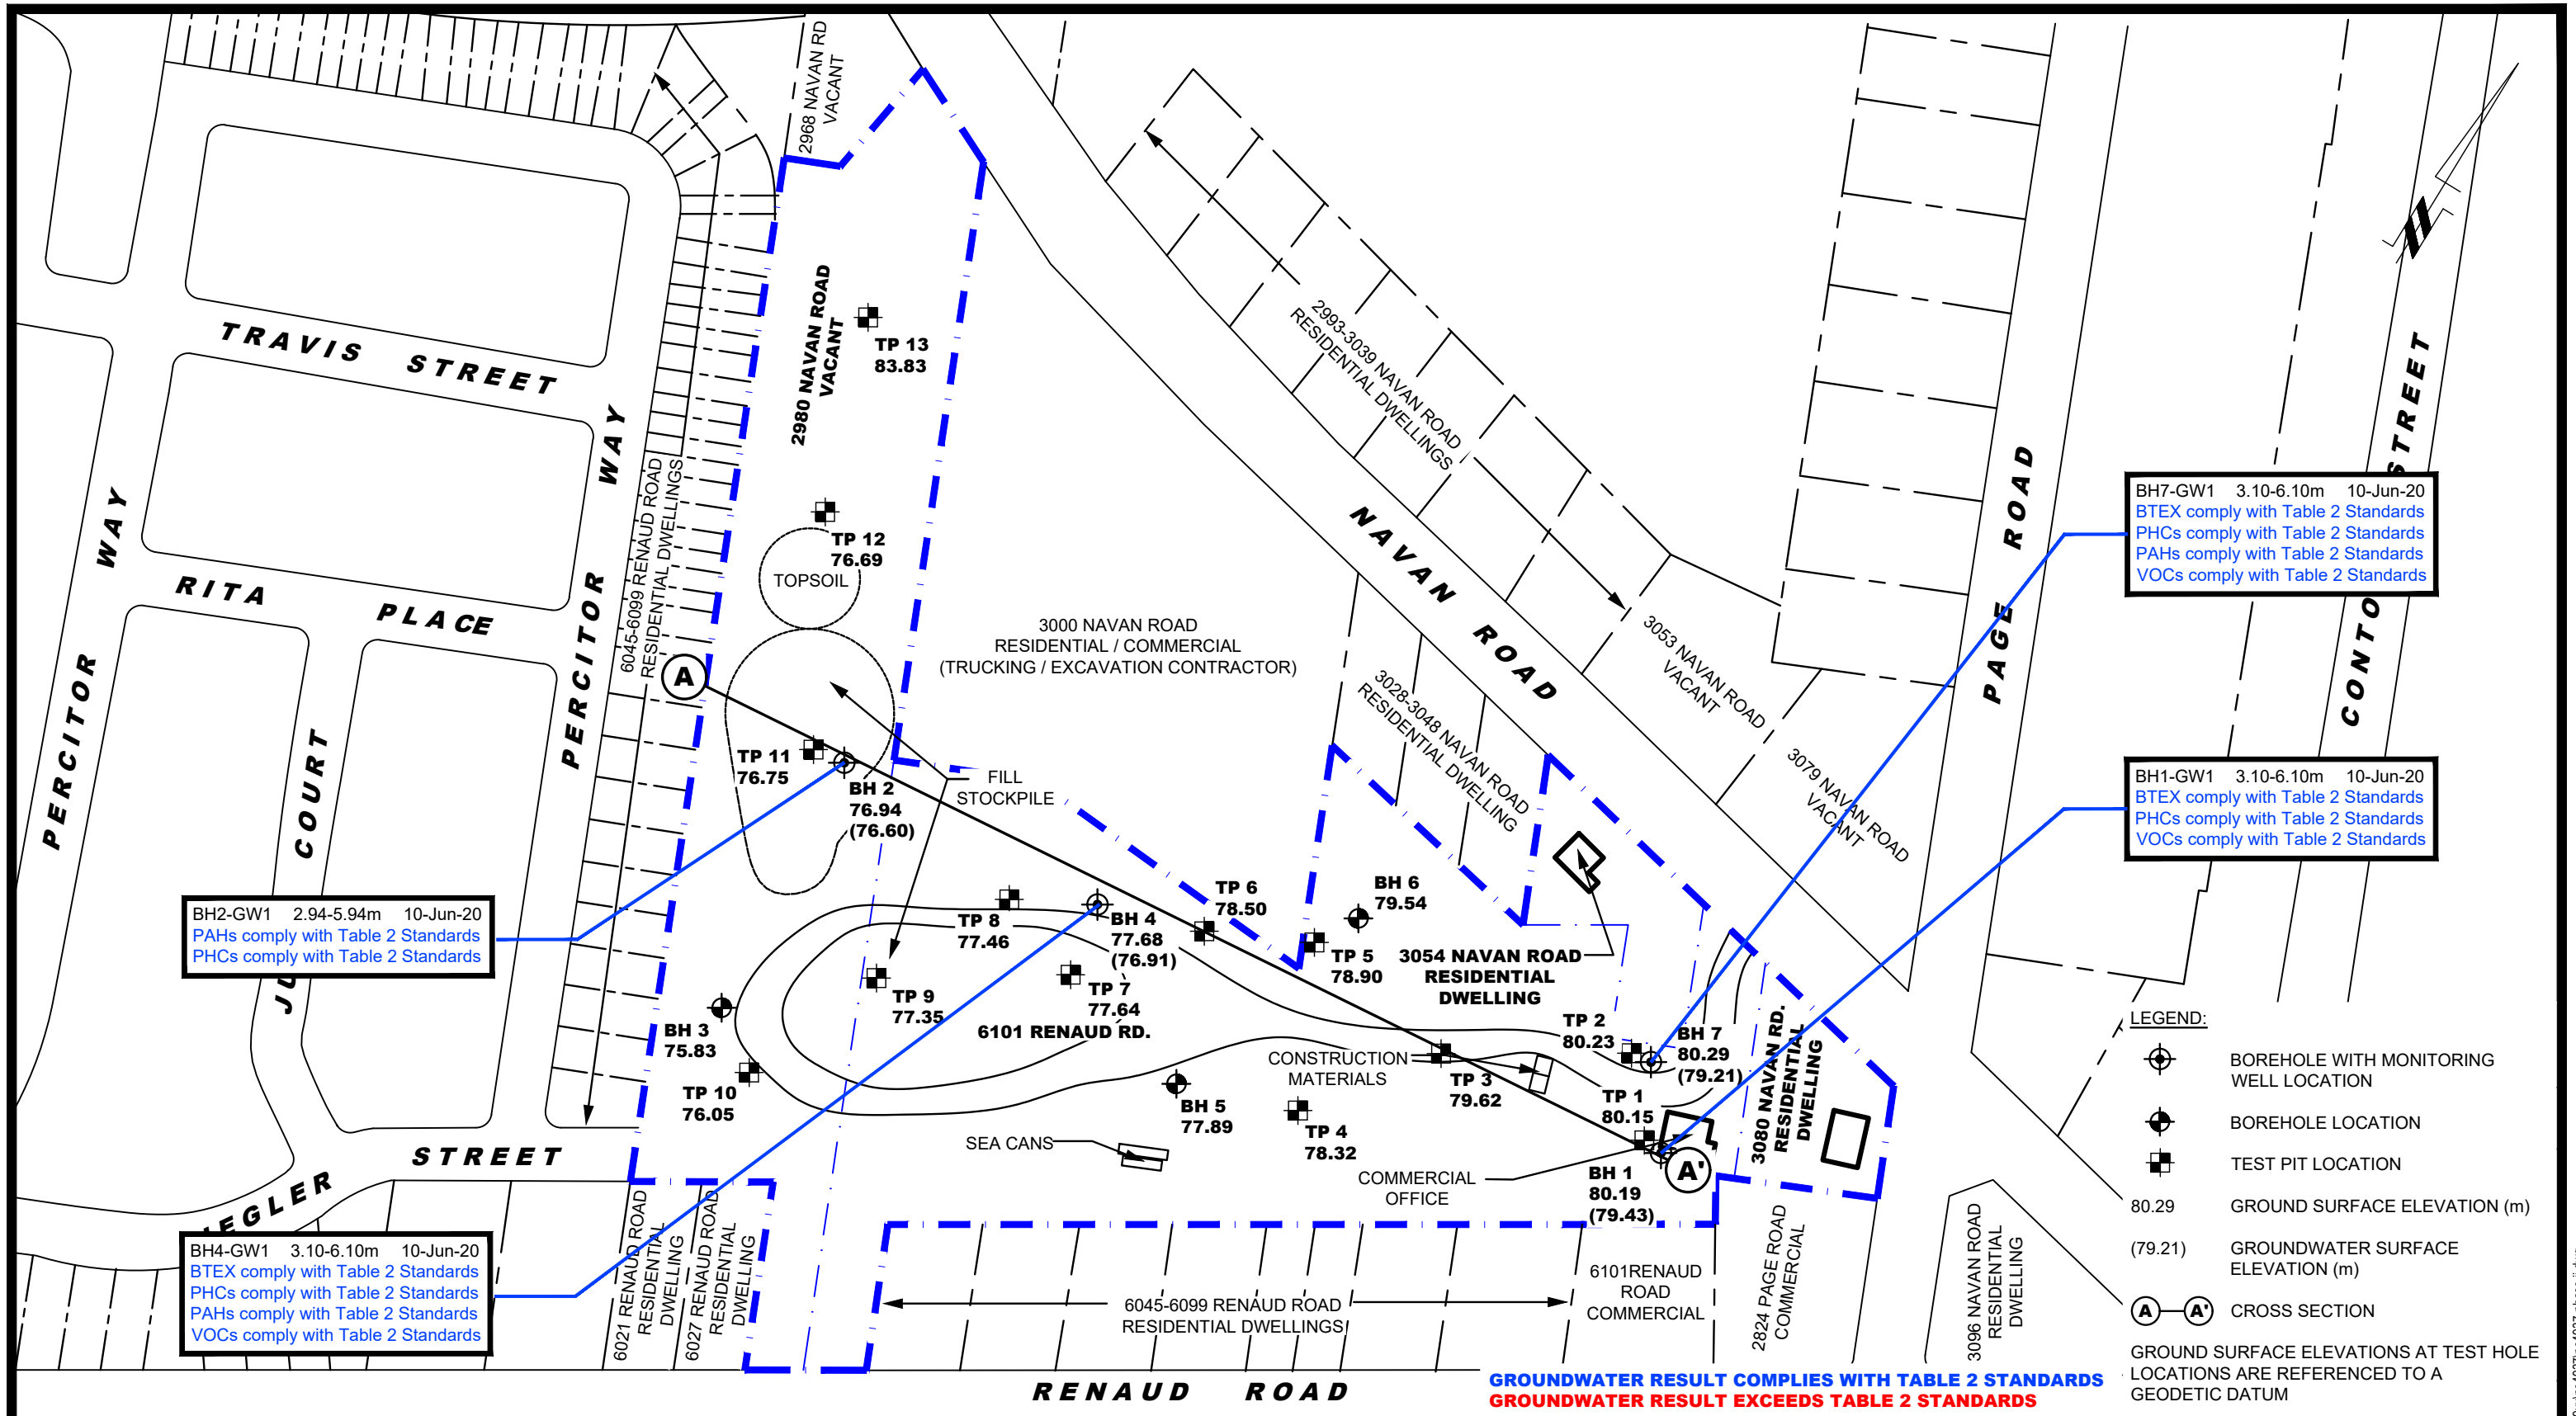 2968 NAVAN RD
VACANT
TRAVIS STREET
2980 NAVAN ROAD
VACANT
TP 13
83.83
2993-3039 NAVAN ROAD
RESIDENTIAL DWELLINGS
PERCITOR WAY
PERCITOR WAY
6045-6099 RENAUD ROAD
RESIDENTIAL DWELLINGS
TP 12
76.69
TOPSOIL
RITA PLACE
NAVAN ROAD
PAGE ROAD
STREET
CONTO
BH7-GW1 3.10-6.10m 10-Jun-20
BTEX comply with Table 2 Standards
PHCs comply with Table 2 Standards
PAHs comply with Table 2 Standards
VOCs comply with Table 2 Standards
3000 NAVAN ROAD
RESIDENTIAL / COMMERCIAL
(TRUCKING / EXCAVATION CONTRACTOR)
3053 NAVAN ROAD
VACANT
3028-3048 NAVAN ROAD
RESIDENTIAL DWELLING
3079 NAVAN ROAD
VACANT
A
TP 11
76.75
BH 2
76.94
(76.60)
FILL
STOCKPILE
BH1-GW1 3.10-6.10m 10-Jun-20
BTEX comply with Table 2 Standards
PHCs comply with Table 2 Standards
VOCs comply with Table 2 Standards
COURT
JU
BH2-GW1 2.94-5.94m 10-Jun-20
PAHs comply with Table 2 Standards
PHCs comply with Table 2 Standards
TP 8
77.46
BH 4
77.68
(76.91)
TP 6
78.50
BH 6
79.54
TP 5
78.90
3054 NAVAN ROAD
RESIDENTIAL
DWELLING
TP 9
77.35
TP 7
77.64
6101 RENAUD RD.
BH 3
75.83
TP 10
76.05
BH 5
77.89
TP 4
78.32
CONSTRUCTION
MATERIALS
TP 3
79.62
TP 2
80.23
BH 7
80.29
(79.21)
TP 1
80.15
3080 NAVAN RD.
RESIDENTIAL
DWELLING
SEA CANS
COMMERCIAL
OFFICE
BH 1
80.19
(79.43)
A'
STREET
EGLER
BH4-GW1 3.10-6.10m 10-Jun-20
BTEX comply with Table 2 Standards
PHCs comply with Table 2 Standards
PAHs comply with Table 2 Standards
VOCs comply with Table 2 Standards
6021 RENAUD ROAD
RESIDENTIAL
DWELLING
6027 RENAUD ROAD
RESIDENTIAL
DWELLING
6045-6099 RENAUD ROAD
RESIDENTIAL DWELLINGS
6101RENAUD
ROAD
COMMERCIAL
2824 PAGE ROAD
COMMERCIAL
3096 NAVAN ROAD
RESIDENTIAL
DWELLING
RENAUD ROAD
GROUNDWATER RESULT COMPLIES WITH TABLE 2 STANDARDS
GROUNDWATER RESULT EXCEEDS TABLE 2 STANDARDS
LEGEND:
BOREHOLE WITH MONITORING
WELL LOCATION
BOREHOLE LOCATION
TEST PIT LOCATION
80.29 GROUND SURFACE ELEVATION (m)
(79.21) GROUNDWATER SURFACE
ELEVATION (m)
A A' CROSS SECTION
GROUND SURFACE ELEVATIONS AT TEST HOLE
LOCATIONS ARE REFERENCED TO A
GEODETIC DATUM